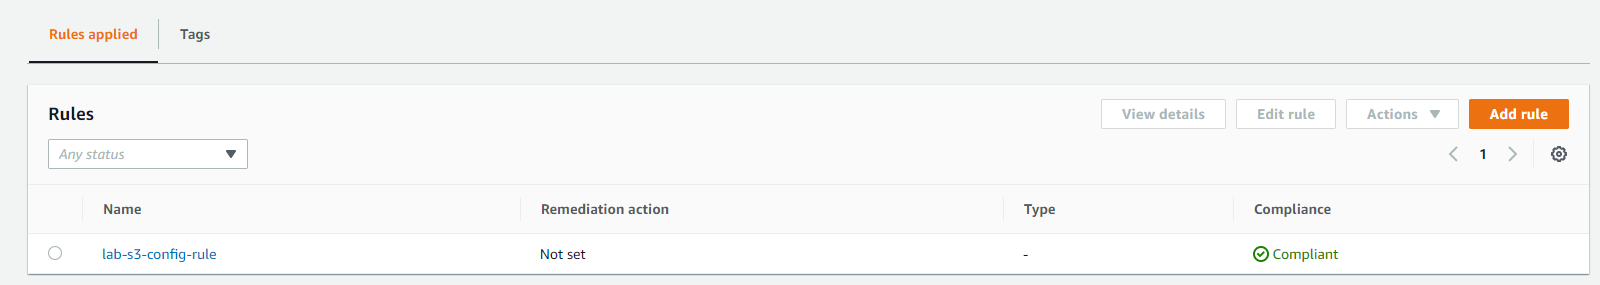 Rules applied
Tags
Rules
View details
Edit rule
Actions
Add rule
Any status
1
Name
Remediation action
Type
Compliance
lab-s3-config-rule
Not set
-
Compliant